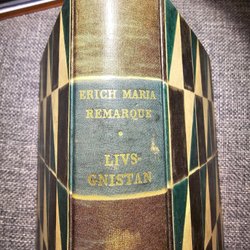 ERICH MARIA
REMARQUE
·
LIVS-
GNISTAN